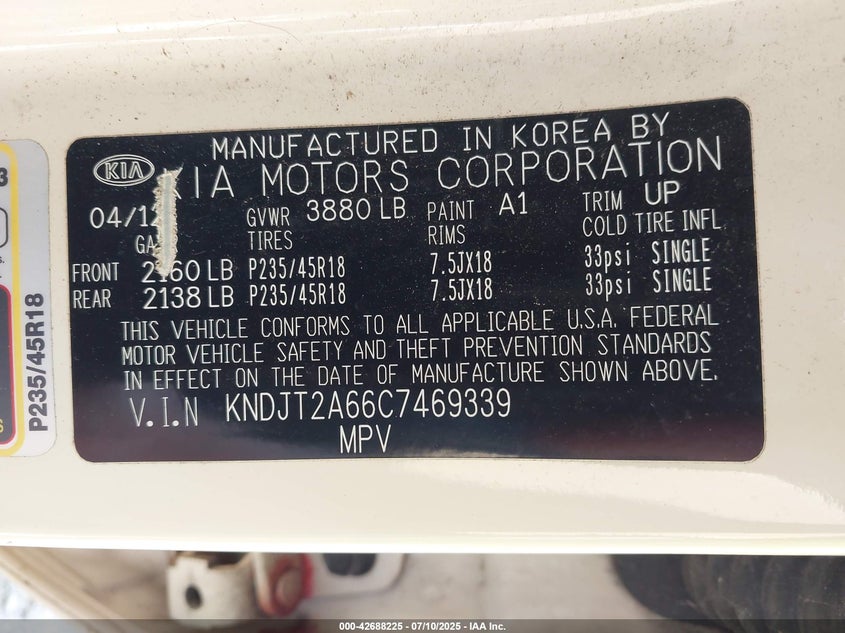 KIA
MANUFACTURED IN KOREA BY
KIA MOTORS CORPORATION
04/12 GVWR 3880 LB PAINT A1 TRIM UP
TIRES RIMS COLD TIRE INFL
FRONT 2160 LB P235/45R18 7.5JX18 33psi SINGLE
REAR 2138 LB P235/45R18 7.5JX18 33psi SINGLE
THIS VEHICLE CONFORMS TO ALL APPLICABLE U.S.A. FEDERAL
MOTOR VEHICLE SAFETY AND THEFT PREVENTION STANDARDS
IN EFFECT ON THE DATE OF MANUFACTURE SHOWN ABOVE.
V.I.N KNDJT2A66C7469339
MPV
P235/45R18
000-42688225 - 07/10/2025 - IAA Inc.